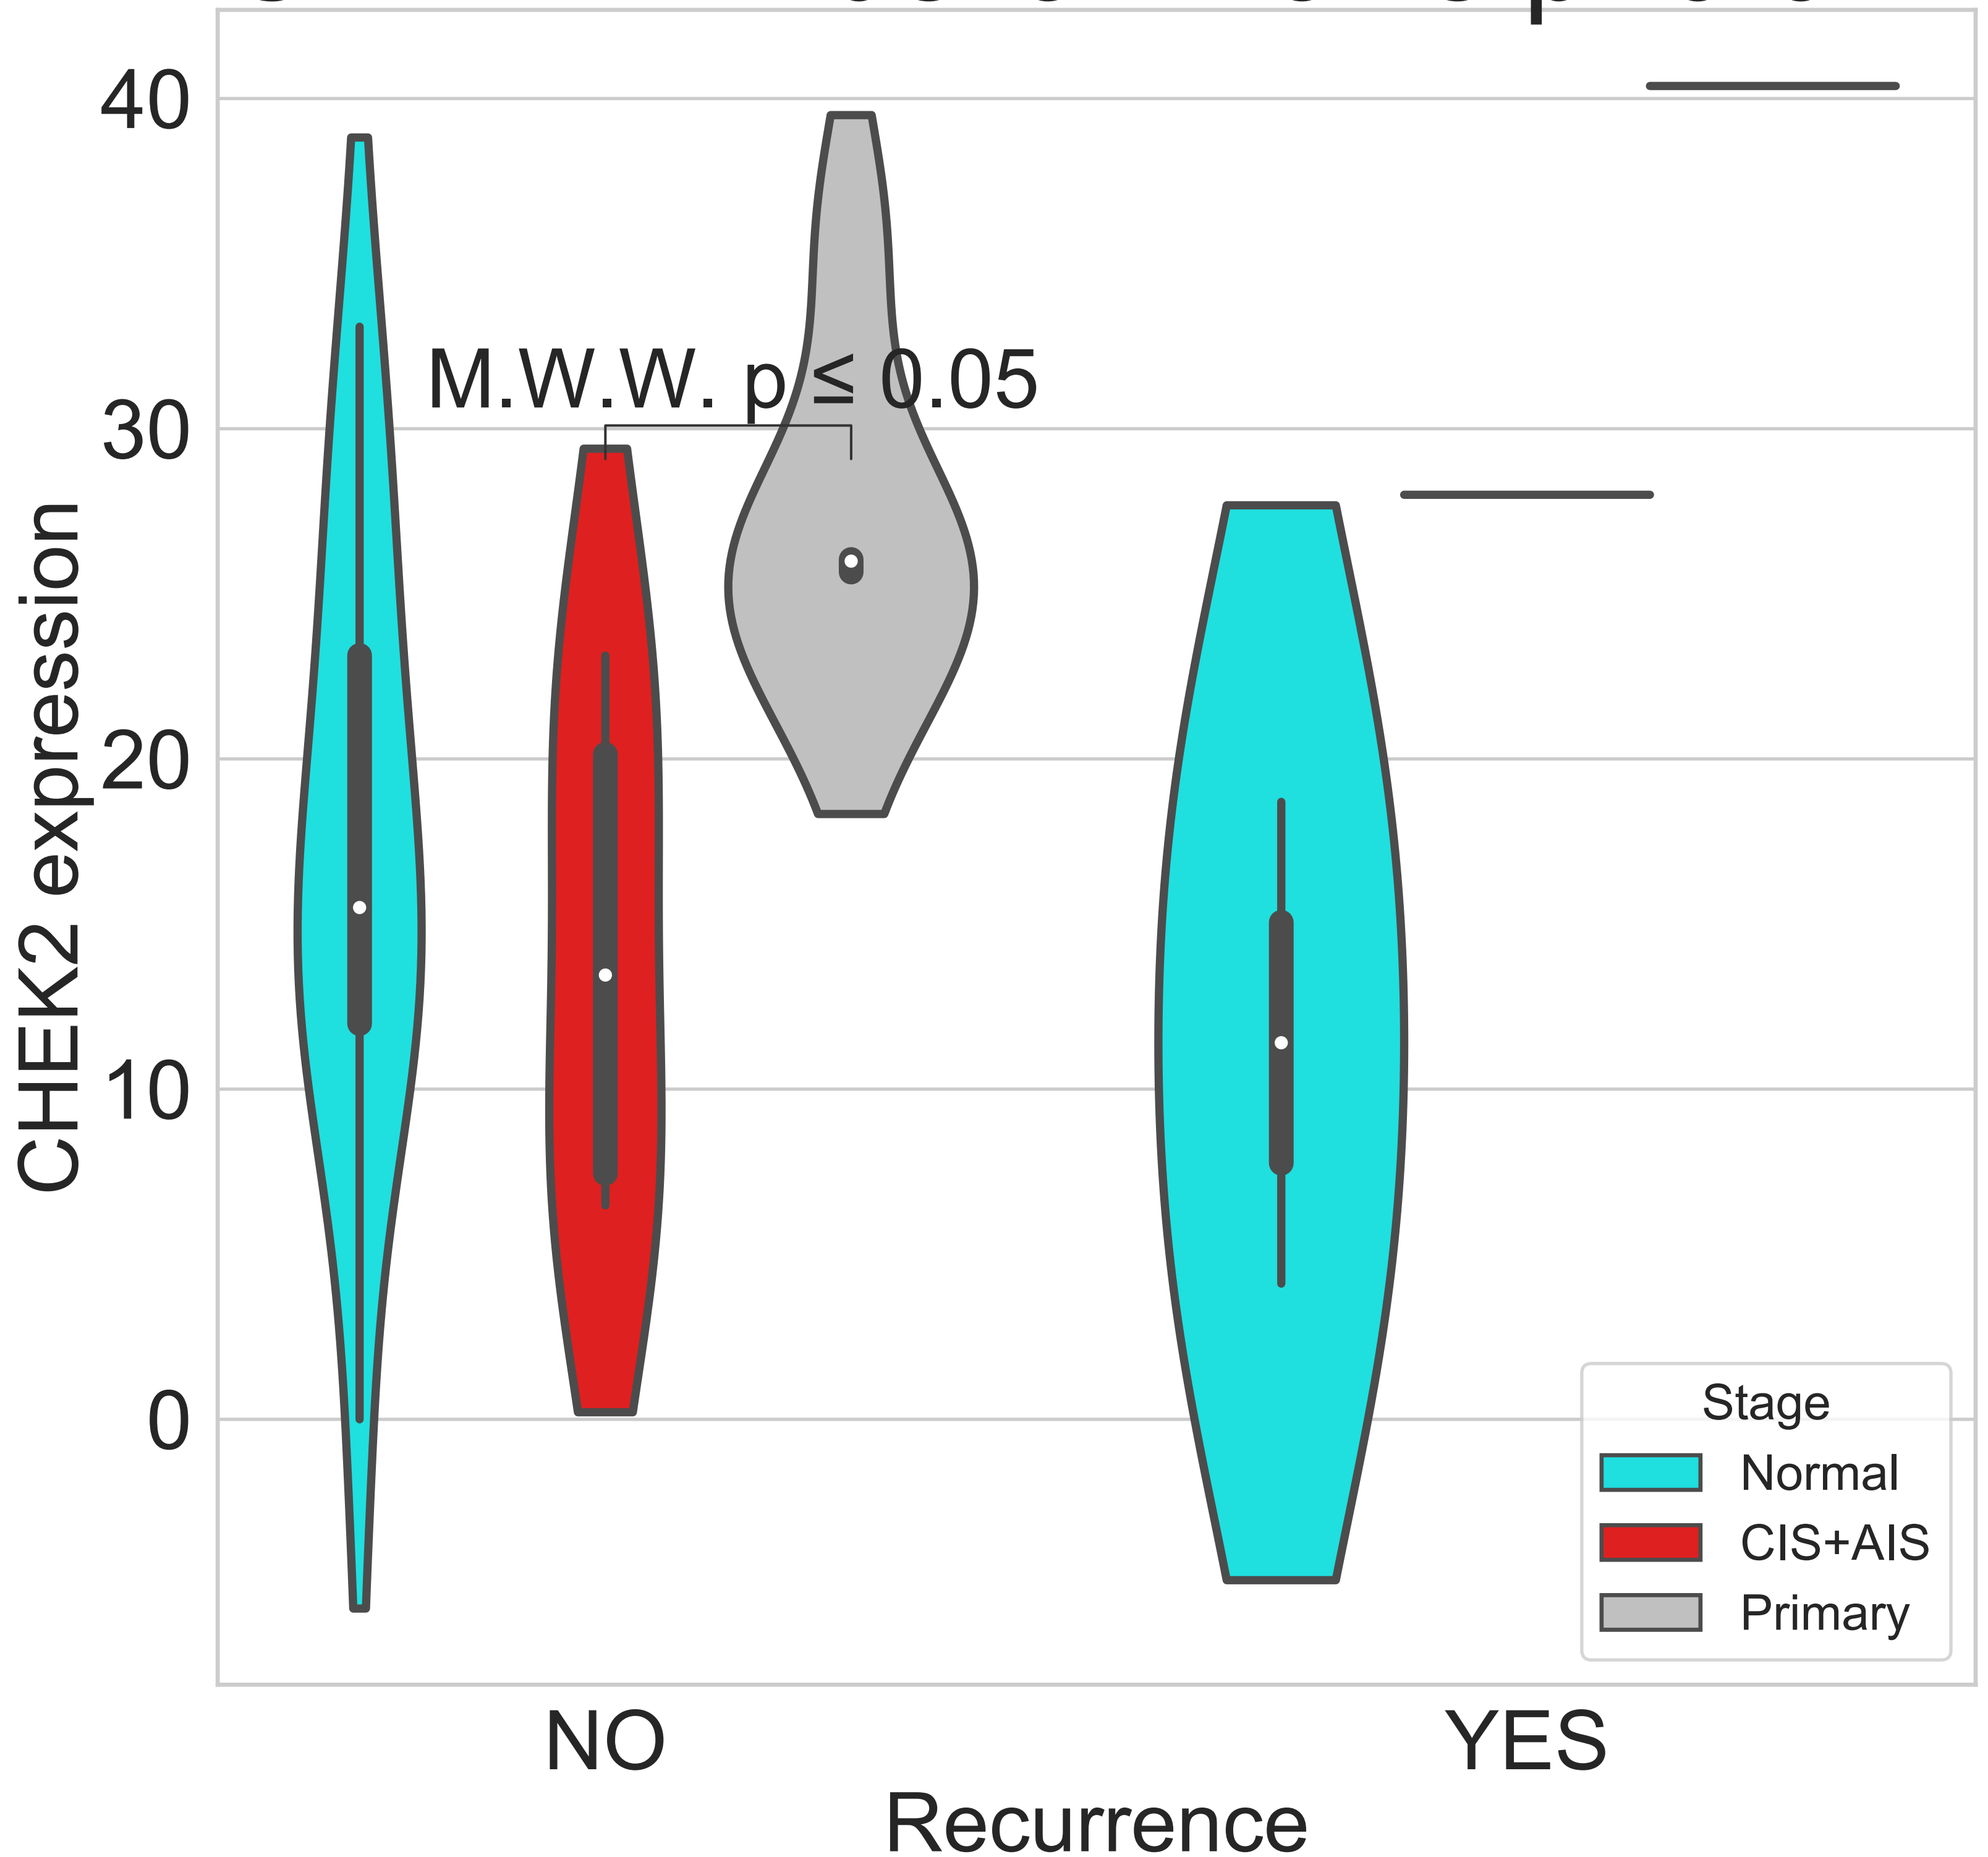 40
M.W.W. p ≤ 0.05
30
20
10
0
CHEK2 expression
Stage
Normal
CIS+AIS
Primary
NO
YES
Recurrence